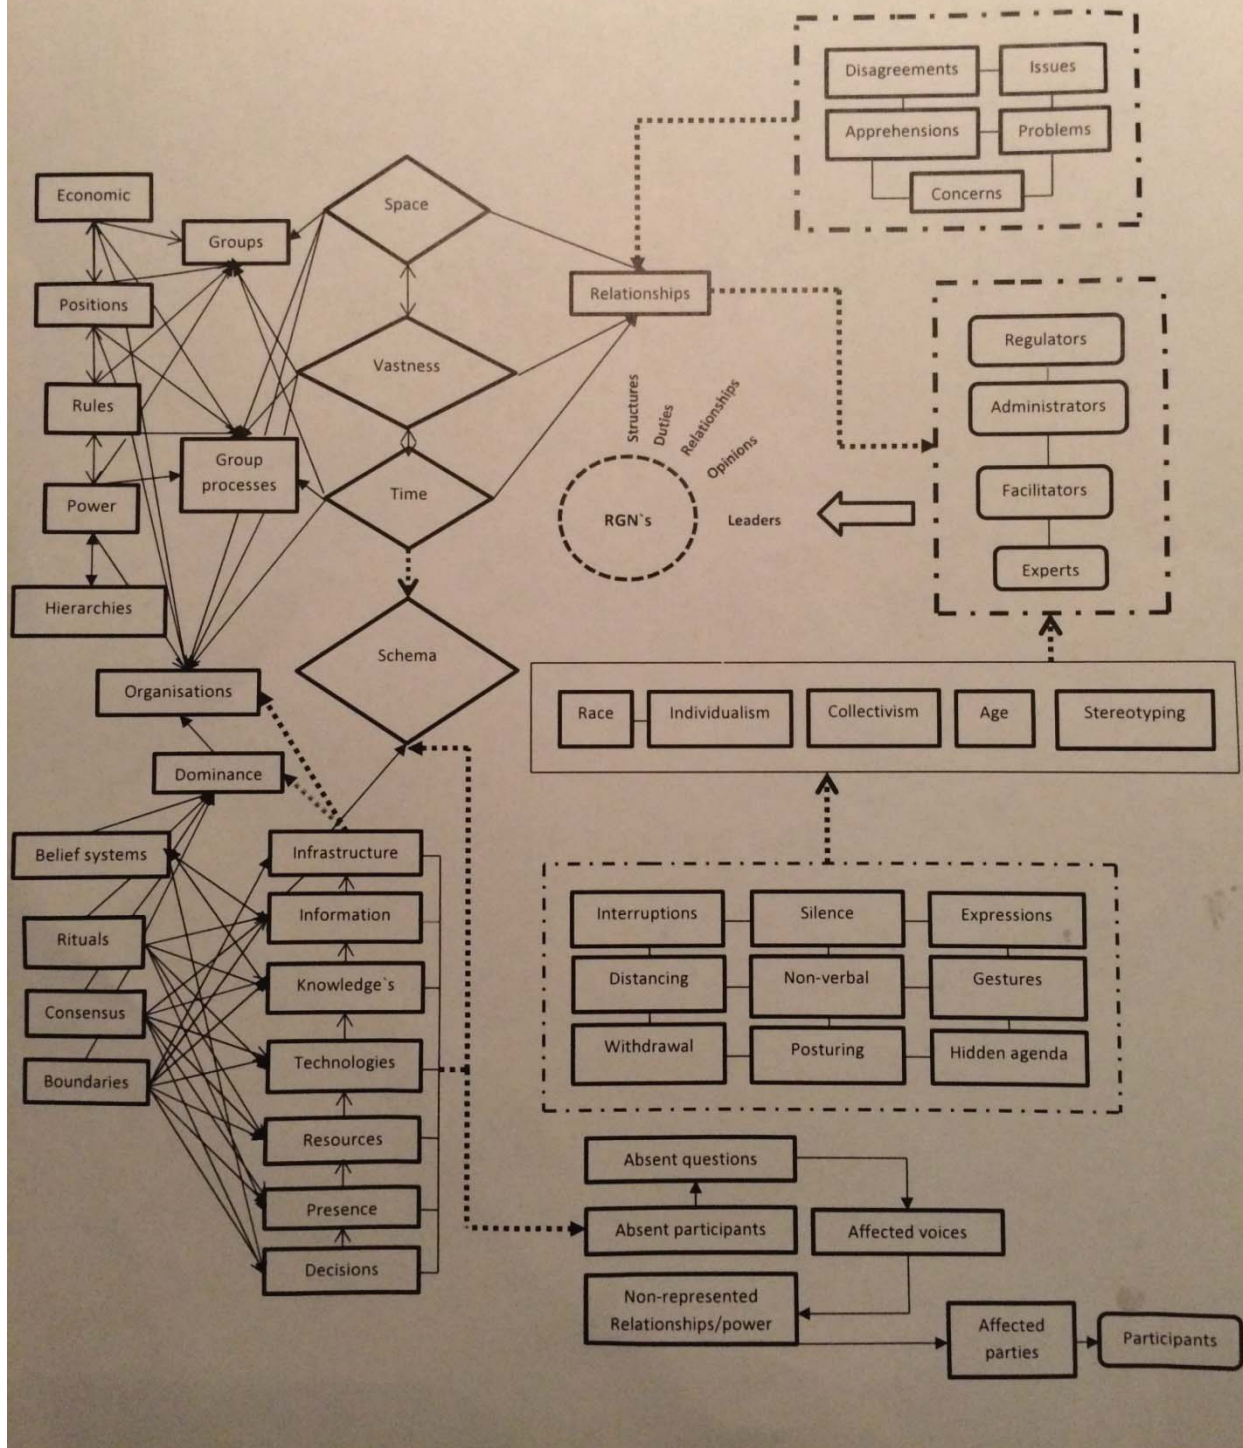 Disagreements
Issues
Apprehensions
Problems
Concerns
Economic
Groups
Space
Positions
Relationships
Vastness
Rules
Group
processes
Time
Power
Hierarchies
Regulators
Administrators
Facilitators
Experts
Structures
Duties
Relationships
Opinions
RGN`s
Leaders
Schema
Organisations
Dominance
Race
Individualism
Collectivism
Age
Stereotyping
Belief systems
Rituals
Consensus
Boundaries
Infrastructure
Information
Knowledge`s
Technologies
Resources
Presence
Decisions
Interruptions
Silence
Expressions
Distancing
Non-verbal
Gestures
Withdrawal
Posturing
Hidden agenda
Absent questions
Absent participants
Affected voices
Non-represented
Relationships/power
Affected
parties
Participants